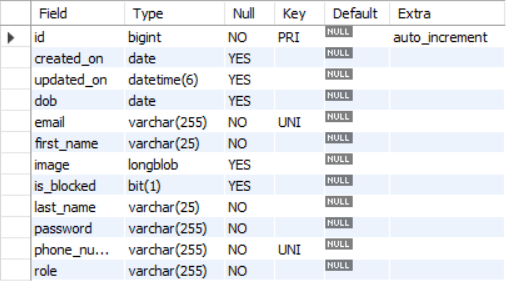 Field Type Null Key Default Extra
id bigint NO PRI NULL auto_increment
created_on date YES NULL
updated_on datetime(6) YES NULL
dob date YES NULL
email varchar(255) NO UNI NULL
first_name varchar(25) NO NULL
image longblob YES NULL
is_blocked bit(1) YES NULL
last_name varchar(25) NO NULL
password varchar(255) NO NULL
phone_nu... varchar(255) NO UNI NULL
role varchar(255) NO NULL